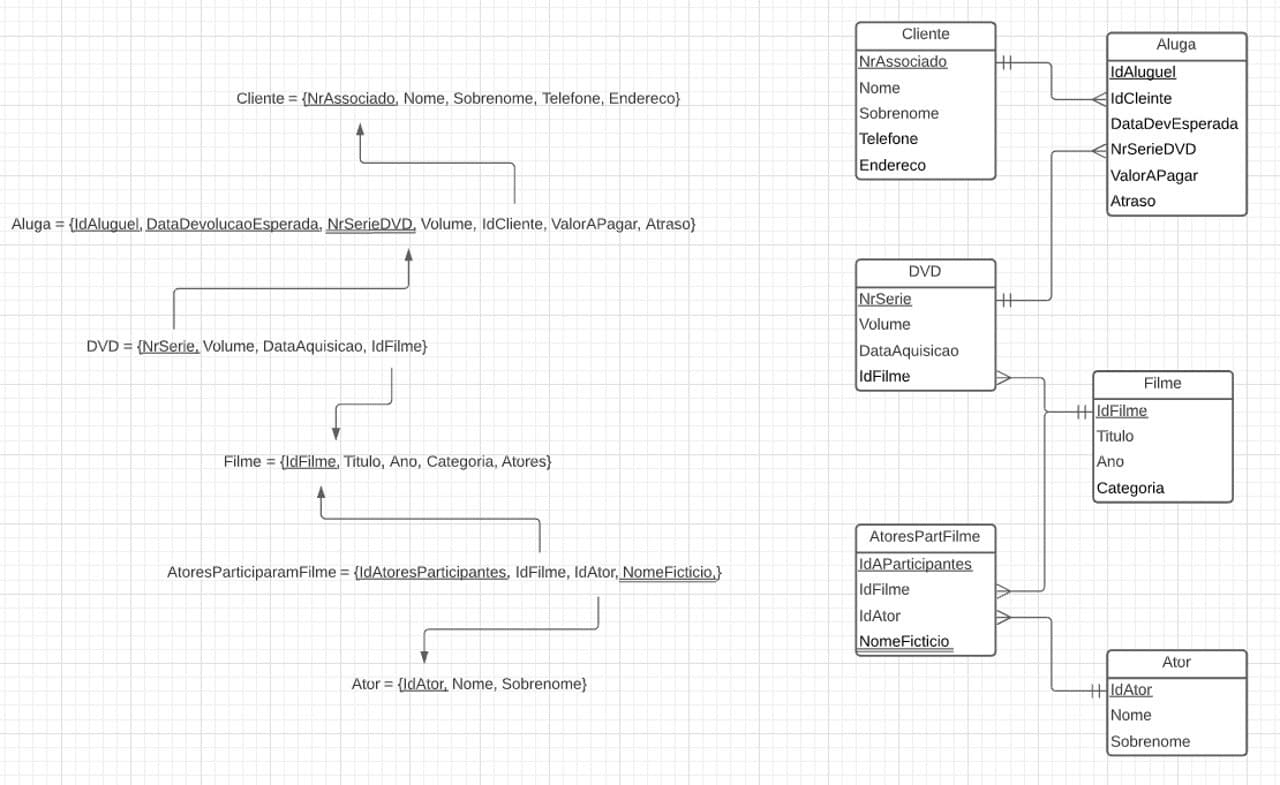 Cliente = {NrAssociado, Nome, Sobrenome, Telefone, Endereco}
Aluga = {IdAluguel, DataDevolucaoEsperada, NrSerieDVD, Volume, IdCliente, ValorAPagar, Atraso}
DVD = {NrSerie, Volume, DataAquisicao, IdFilme}
Filme = {IdFilme, Titulo, Ano, Categoria, Atores}
AtoresParticiparamFilme = {IdAtoresParticipantes, IdFilme, IdAtor, NomeFicticio,}
Ator = {IdAtor, Nome, Sobrenome}
Cliente
NrAssociado
Nome
Sobrenome
Telefone
Endereco
Aluga
IdAluguel
IdCleinte
DataDevEsperada
NrSerieDVD
ValorAPagar
Atraso
DVD
NrSerie
Volume
DataAquisicao
IdFilme
Filme
IdFilme
Titulo
Ano
Categoria
AtoresPartFilme
IdAParticipantes
IdFilme
IdAtor
NomeFicticio
Ator
IdAtor
Nome
Sobrenome